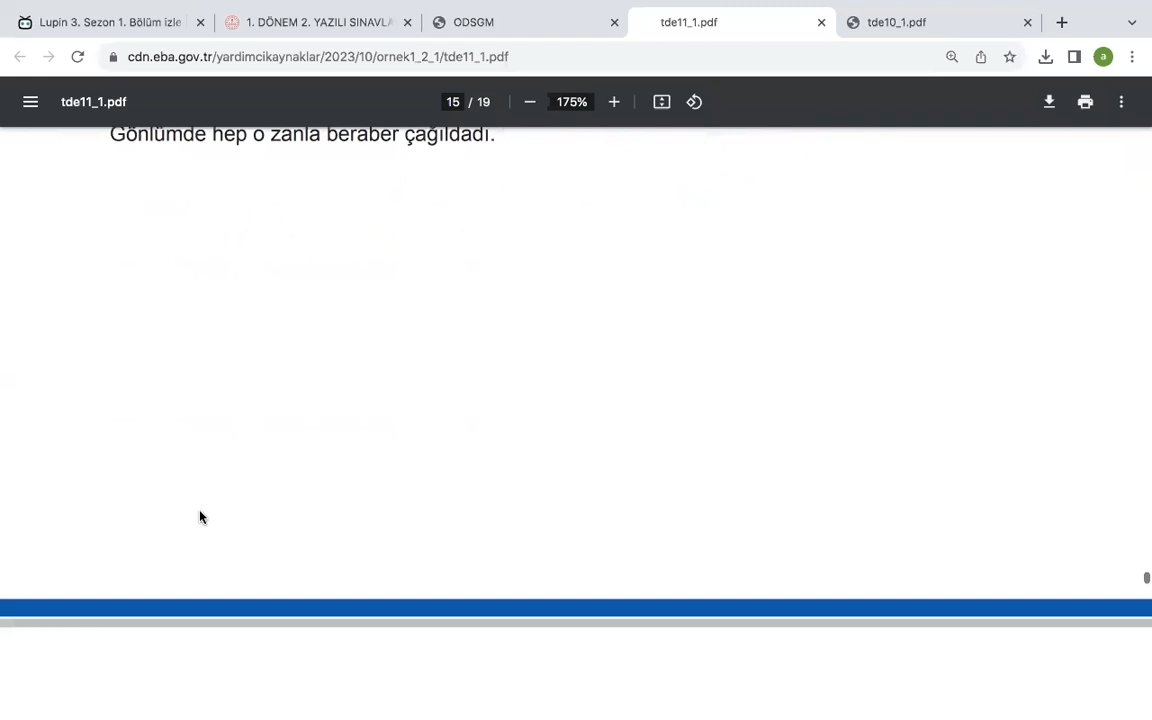 Lupin 3. Sezon 1. Bölüm izle
1. DÖNEM 2. YAZILI SINAVLA
ODSGM
tde11_1.pdf
tde10_1.pdf
cdn.eba.gov.tr/yardimcikaynaklar/2023/10/ornek1_2_1/tde11_1.pdf
a
tde11_1.pdf
15 / 19
175%
Gönlümde hep o zanla beraber çağıldadı.